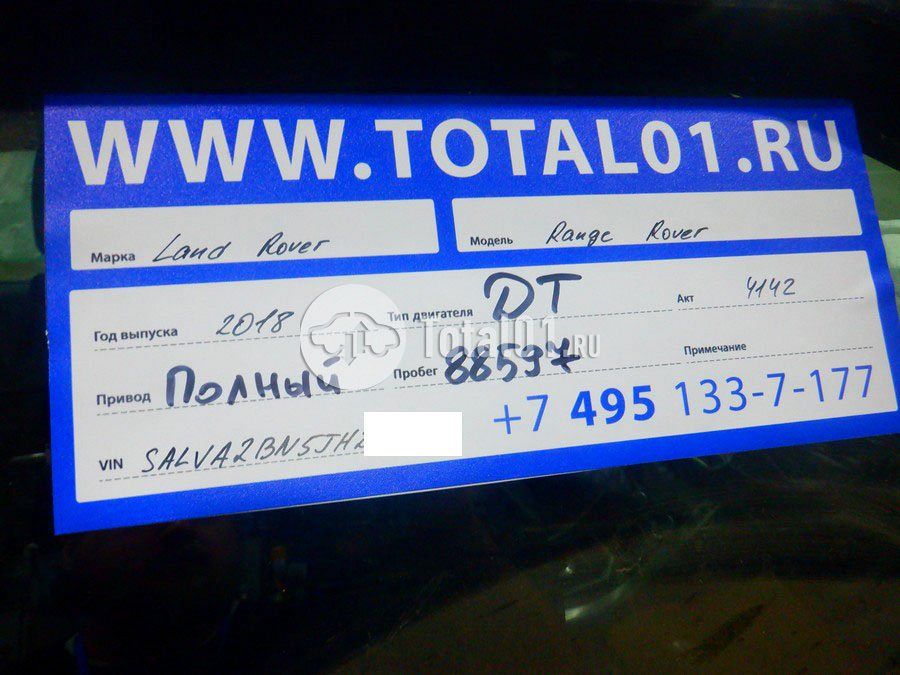 WWW.TOTAL01.RU
Марка Land Rover Модель Range Rover
Год выпуска 2018 Тип двигателя DT Акт 4142
Total01.RU
Привод Полный Пробег 88597 Примечание
+7 495 133-7-177
VIN SALVA2BN5JH